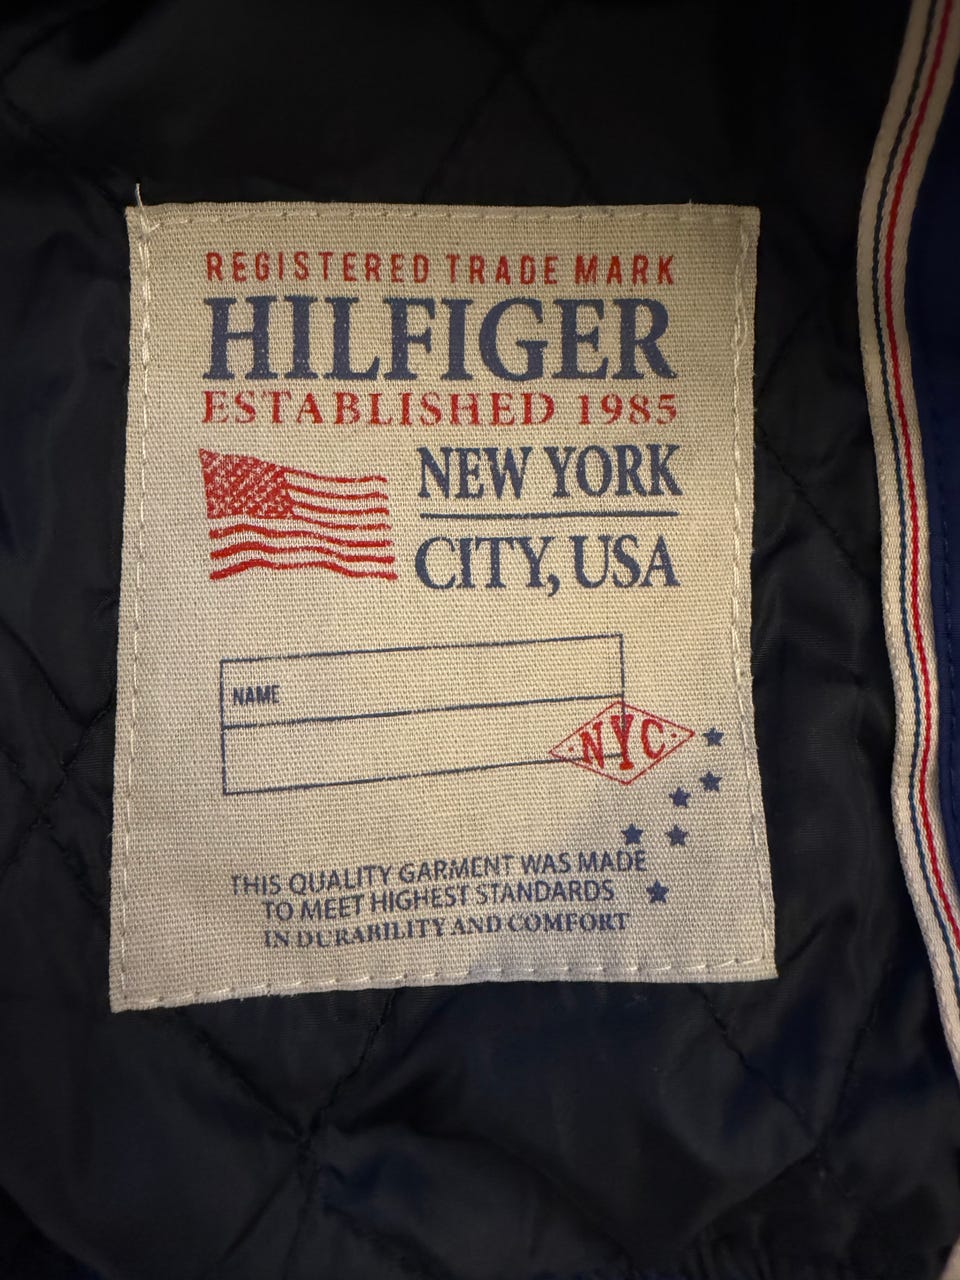 REGISTERED TRADE MARK
HILFIGER
ESTABLISHED 1985
NEW YORK
CITY, USA
NAME
NYC
THIS QUALITY GARMENT WAS MADE
TO MEET HIGHEST STANDARDS
IN DURABILITY AND COMFORT